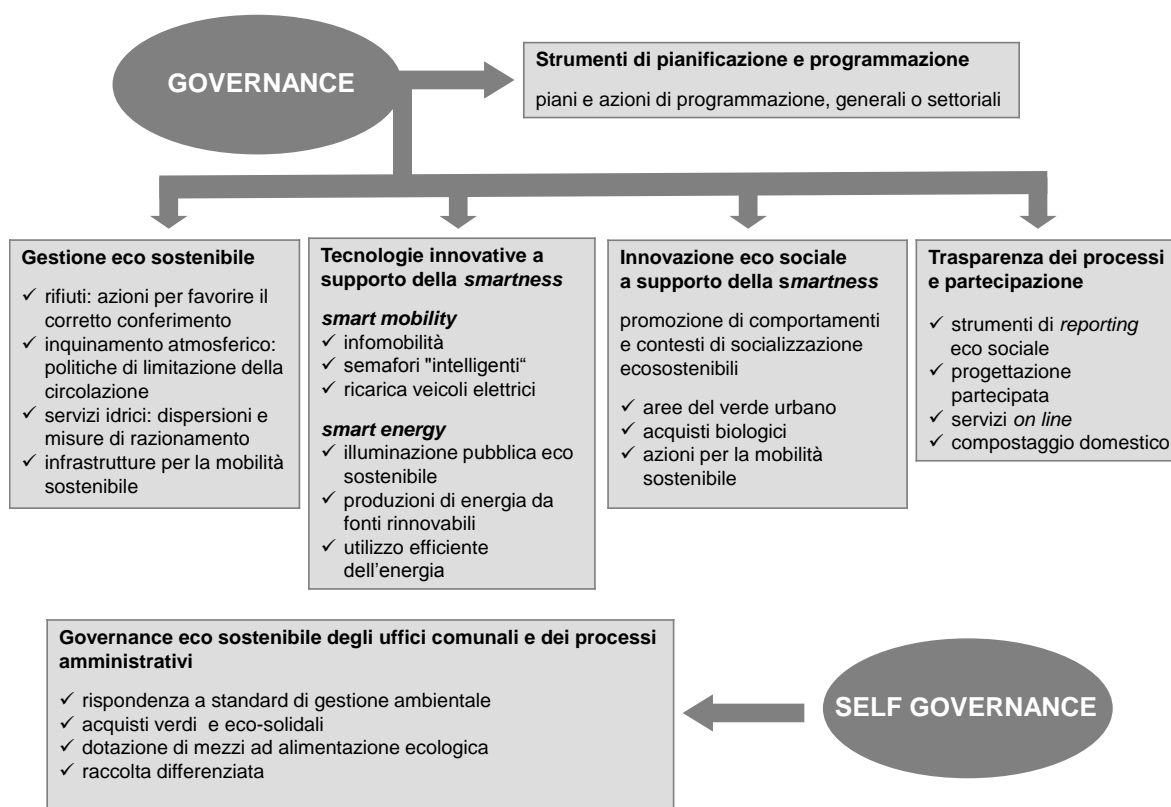 GOVERNANCE
Strumenti di pianificazione e programmazione
piani e azioni di programmazione, generali o settoriali
Gestione eco sostenibile
✓ rifiuti: azioni per favorire il
corretto conferimento
✓ inquinamento atmosferico:
politiche di limitazione della
circolazione
✓ servizi idrici: dispersioni e
misure di razionamento
✓ infrastrutture per la mobilità
sostenibile
Tecnologie innovative a
supporto della smartness
smart mobility
✓ infomobilità
✓ semafori "intelligenti“
✓ ricarica veicoli elettrici
smart energy
✓ illuminazione pubblica eco
sostenibile
✓ produzioni di energia da
fonti rinnovabili
✓ utilizzo efficiente
dell’energia
Innovazione eco sociale
a supporto della smartness
promozione di comportamenti
e contesti di socializzazione
ecosostenibili
✓ aree del verde urbano
✓ acquisti biologici
✓ azioni per la mobilità
sostenibile
Trasparenza dei processi
e partecipazione
✓ strumenti di reporting
eco sociale
✓ progettazione
partecipata
✓ servizi on line
✓ compostaggio domestico
Governance eco sostenibile degli uffici comunali e dei processi
amministrativi
✓ rispondenza a standard di gestione ambientale
✓ acquisti verdi e eco-solidali
✓ dotazione di mezzi ad alimentazione ecologica
✓ raccolta differenziata
SELF GOVERNANCE